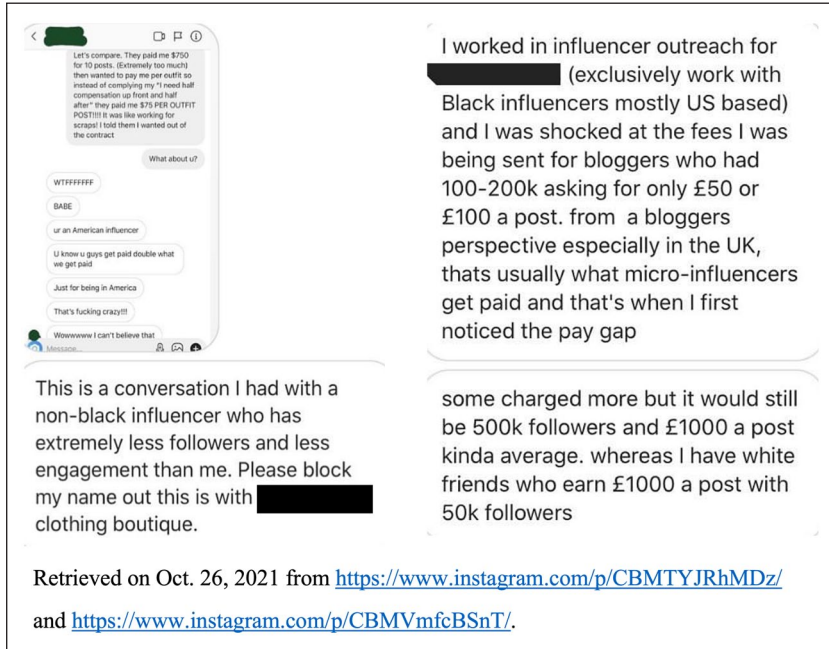 Let's compare. They paid me $750
for 10 posts. (Extremely too much)
then wanted to pay me per outfit so
instead of complying my "I need half
compensation up front and half
after" they paid me $75 PER OUTFIT
POST!!!! It was like working for
scraps! I told them I wanted out of
the contract
What about u?
WTFFFFFFF
BABE
ur an American influencer
U know u guys get paid double what
we get paid
Just for being in America
That's fucking crazy!!!
Wowwwww I can't believe that
Message...
This is a conversation I had with a
non-black influencer who has
extremely less followers and less
engagement than me. Please block
my name out this is with
clothing boutique.
I worked in influencer outreach for
(exclusively work with
Black influencers mostly US based)
and I was shocked at the fees I was
being sent for bloggers who had
100-200k asking for only £50 or
£100 a post. from a bloggers
perspective especially in the UK,
thats usually what micro-influencers
get paid and that's when I first
noticed the pay gap
some charged more but it would still
be 500k followers and £1000 a post
kinda average. whereas I have white
friends who earn £1000 a post with
50k followers
Retrieved on Oct. 26, 2021 from https://www.instagram.com/p/CBMTYJRhMDz/
and https://www.instagram.com/p/CBMVmfcBSnT/.